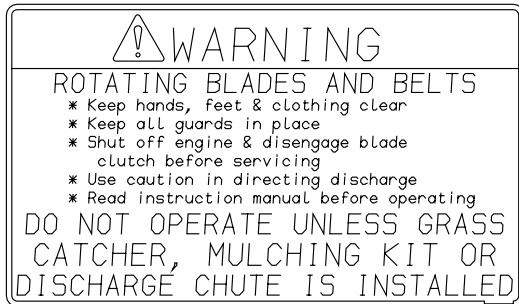 WARNING
ROTATING BLADES AND BELTS
* Keep hands, feet & clothing clear
* Keep all guards in place
* Shut off engine & disengage blade
clutch before servicing
* Use caution in directing discharge
* Read instruction manual before operating
DO NOT OPERATE UNLESS GRASS
CATCHER, MULCHING KIT OR
DISCHARGE CHUTE IS INSTALLED